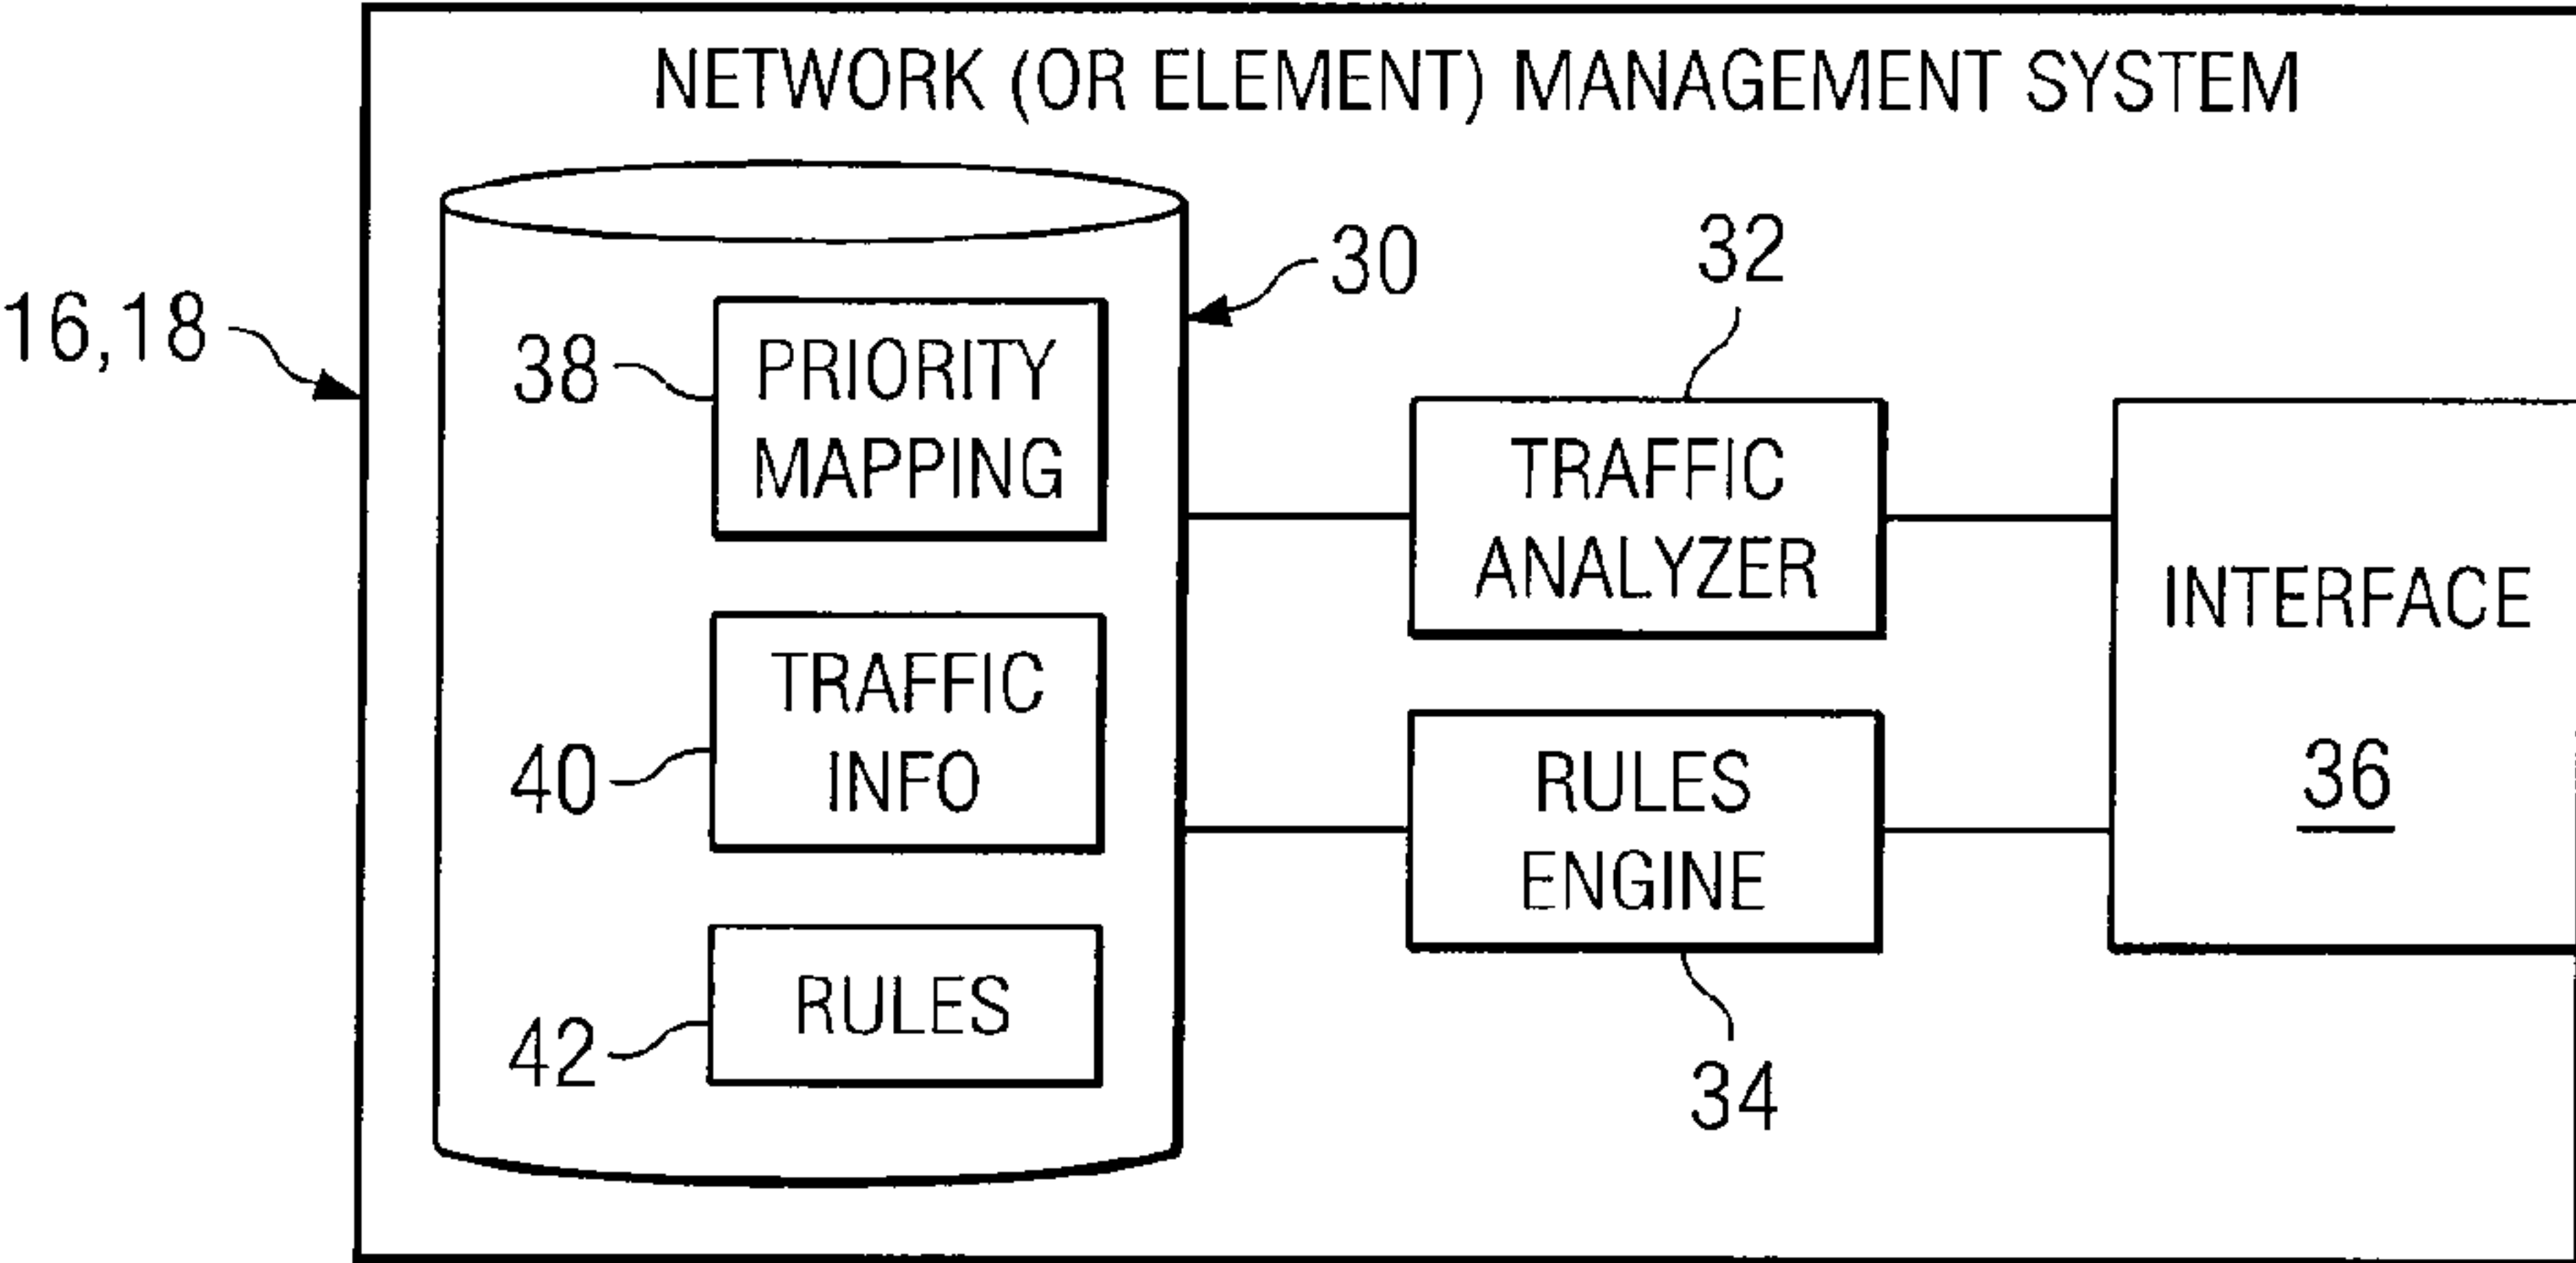 NETWORK (OR ELEMENT) MANAGEMENT SYSTEM
16,18
30
38
PRIORITY
MAPPING
40
TRAFFIC
INFO
42
RULES
32
TRAFFIC
ANALYZER
RULES
ENGINE
34
INTERFACE
36